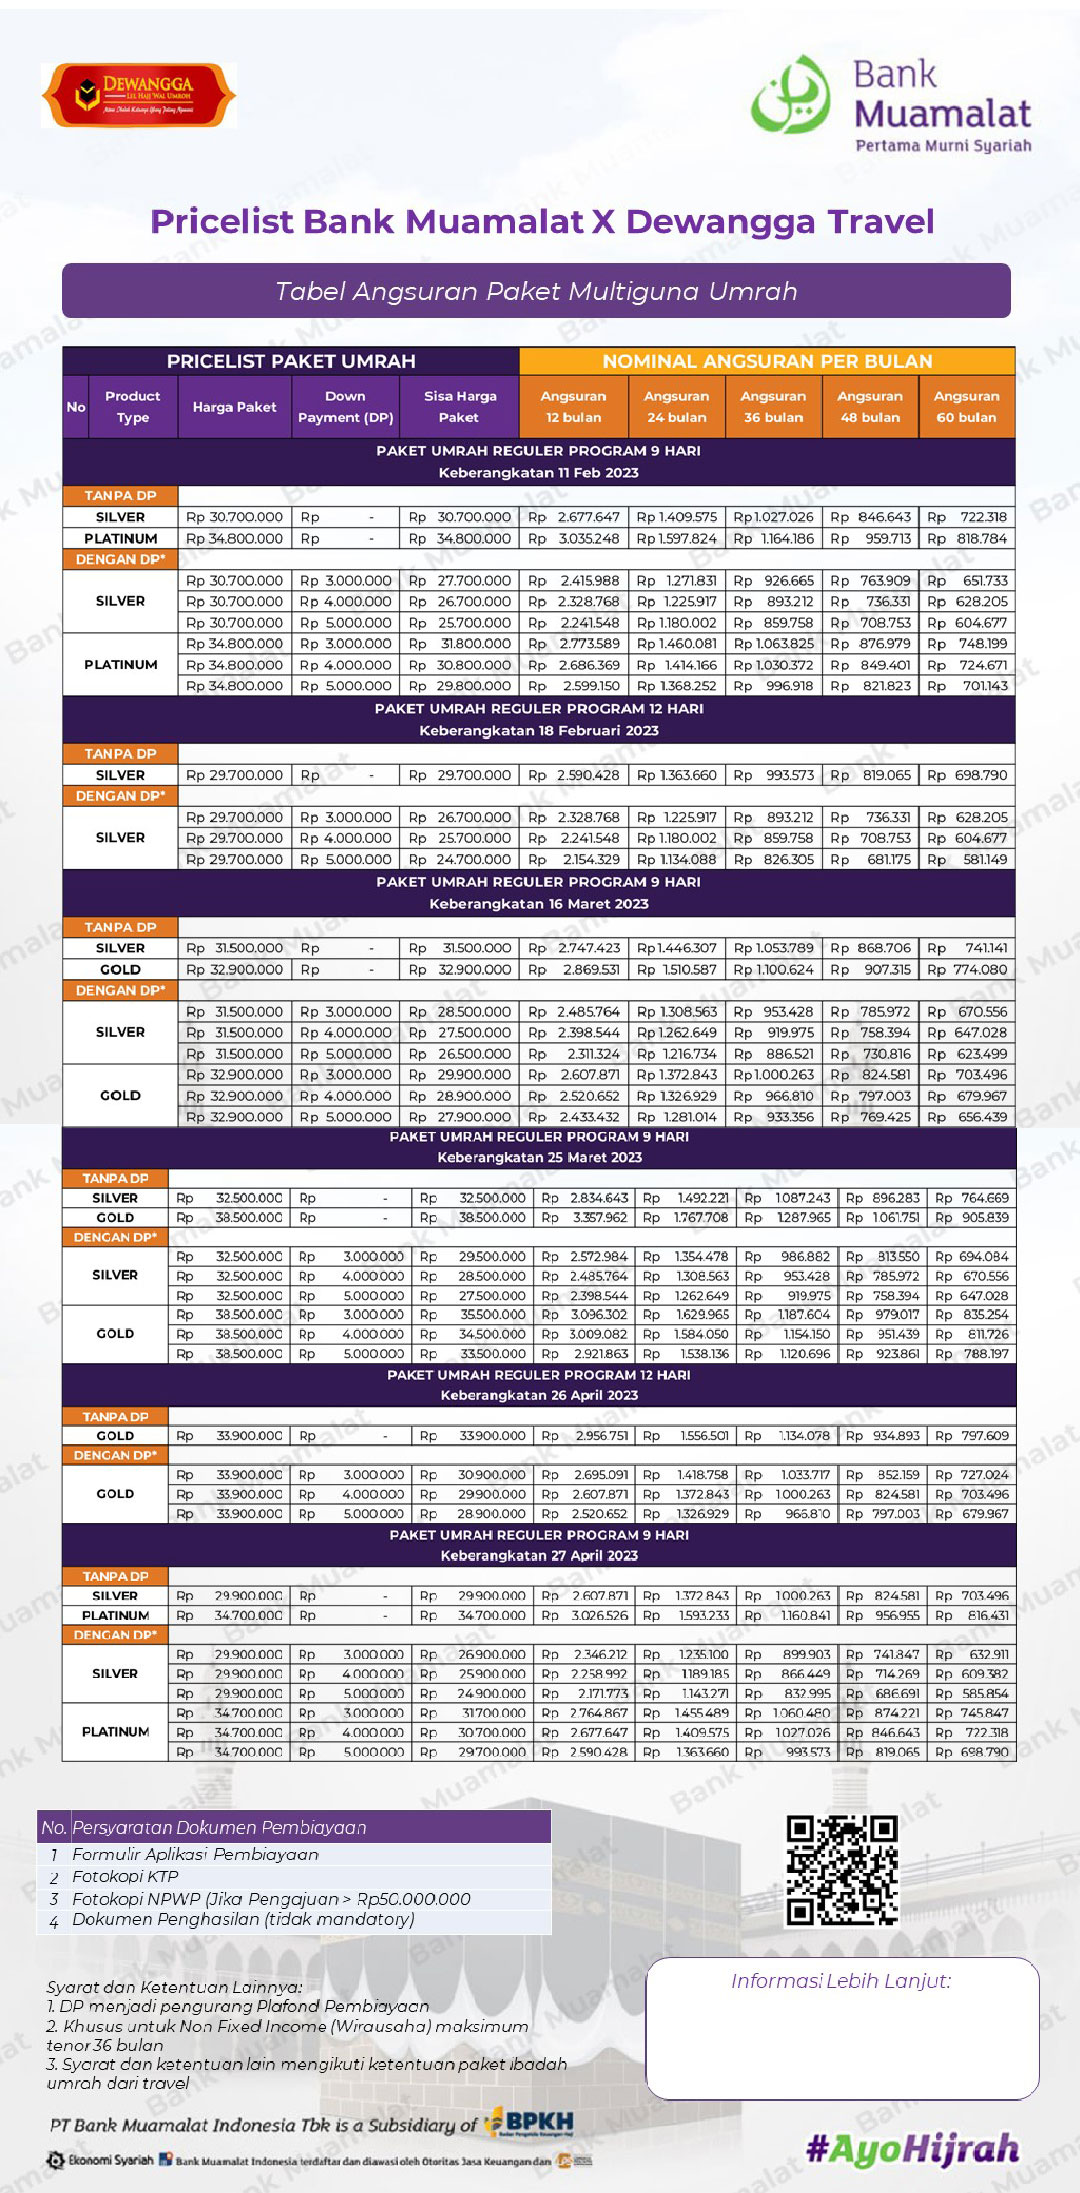 DEWANGGA
LIL HAJJ WAL UMROH
Bank
Muamalat
Pertama Murni Syariah
Pricelist Bank Muamalat X Dewangga Travel
Tabel Angsuran Paket Multiguna Umrah
PRICELIST PAKET UMRAH NOMINAL ANGSURAN PER BULAN
No Product Type Harga Paket Down Payment (DP) Sisa Harga Paket Angsuran 12 bulan Angsuran 24 bulan Angsuran 36 bulan Angsuran 48 bulan Angsuran 60 bulan
PAKET UMRAH REGULER PROGRAM 9 HARI
Keberangkatan 11 Feb 2023
TANPA DP
SILVER Rp 30.700.000 Rp - Rp 30.700.000 Rp 2.677.647 Rp 1.409.575 Rp 1.027.026 Rp 846.643 Rp 722.318
PLATINUM Rp 34.800.000 Rp - Rp 34.800.000 Rp 3.035.248 Rp 1.597.824 Rp 1.164.186 Rp 959.713 Rp 818.784
DENGAN DP*
Rp 30.700.000 Rp 3.000.000 Rp 27.700.000 Rp 2.415.988 Rp 1.271.831 Rp 926.665 Rp 763.909 Rp 651.733
SILVER Rp 30.700.000 Rp 4.000.000 Rp 26.700.000 Rp 2.328.768 Rp 1.225.917 Rp 893.212 Rp 736.331 Rp 628.205
Rp 30.700.000 Rp 5.000.000 Rp 25.700.000 Rp 2.241.548 Rp 1.180.002 Rp 859.758 Rp 708.753 Rp 604.677
Rp 34.800.000 Rp 3.000.000 Rp 31.800.000 Rp 2.773.589 Rp 1.460.081 Rp 1.063.825 Rp 876.979 Rp 748.199
PLATINUM Rp 34.800.000 Rp 4.000.000 Rp 30.800.000 Rp 2.686.369 Rp 1.414.166 Rp 1.030.372 Rp 849.401 Rp 724.671
Rp 34.800.000 Rp 5.000.000 Rp 29.800.000 Rp 2.599.150 Rp 1.368.252 Rp 996.918 Rp 821.823 Rp 701.143
PAKET UMRAH REGULER PROGRAM 12 HARI
Keberangkatan 18 Februari 2023
TANPA DP
SILVER Rp 29.700.000 Rp - Rp 29.700.000 Rp 2.590.428 Rp 1.363.660 Rp 993.573 Rp 819.065 Rp 698.790
DENGAN DP*
Rp 29.700.000 Rp 3.000.000 Rp 26.700.000 Rp 2.328.768 Rp 1.225.917 Rp 893.212 Rp 736.331 Rp 628.205
SILVER Rp 29.700.000 Rp 4.000.000 Rp 25.700.000 Rp 2.241.548 Rp 1.180.002 Rp 859.758 Rp 708.753 Rp 604.677
Rp 29.700.000 Rp 5.000.000 Rp 24.700.000 Rp 2.154.329 Rp 1.134.088 Rp 826.305 Rp 681.175 Rp 581.149
PAKET UMRAH REGULER PROGRAM 9 HARI
Keberangkatan 16 Maret 2023
TANPA DP
SILVER Rp 31.500.000 Rp - Rp 31.500.000 Rp 2.747.423 Rp 1.446.307 Rp 1.053.789 Rp 868.706 Rp 741.141
GOLD Rp 32.900.000 Rp - Rp 32.900.000 Rp 2.869.531 Rp 1.510.587 Rp 1.100.624 Rp 907.315 Rp 774.080
DENGAN DP*
Rp 31.500.000 Rp 3.000.000 Rp 28.500.000 Rp 2.485.764 Rp 1.308.563 Rp 953.428 Rp 785.972 Rp 670.556
SILVER Rp 31.500.000 Rp 4.000.000 Rp 27.500.000 Rp 2.398.544 Rp 1.262.649 Rp 919.975 Rp 758.394 Rp 647.028
Rp 31.500.000 Rp 5.000.000 Rp 26.500.000 Rp 2.311.324 Rp 1.216.734 Rp 886.521 Rp 730.816 Rp 623.499
Rp 32.900.000 Rp 3.000.000 Rp 29.900.000 Rp 2.607.871 Rp 1.372.843 Rp 1.000.263 Rp 824.581 Rp 703.496
GOLD Rp 32.900.000 Rp 4.000.000 Rp 28.900.000 Rp 2.520.652 Rp 1.326.929 Rp 966.810 Rp 797.003 Rp 679.967
Rp 32.900.000 Rp 5.000.000 Rp 27.900.000 Rp 2.433.432 Rp 1.281.014 Rp 933.356 Rp 769.425 Rp 656.439
PAKET UMRAH REGULER PROGRAM 9 HARI
Keberangkatan 25 Maret 2023
TANPA DP
SILVER Rp 32.500.000 Rp - Rp 32.500.000 Rp 2.834.643 Rp 1.492.221 Rp 1.087.243 Rp 896.283 Rp 764.669
GOLD Rp 38.500.000 Rp - Rp 38.500.000 Rp 3.357.962 Rp 1.767.708 Rp 1.287.965 Rp 1.061.751 Rp 905.839
DENGAN DP*
Rp 32.500.000 Rp 3.000.000 Rp 29.500.000 Rp 2.572.984 Rp 1.354.478 Rp 986.882 Rp 813.550 Rp 694.084
SILVER Rp 32.500.000 Rp 4.000.000 Rp 28.500.000 Rp 2.485.764 Rp 1.308.563 Rp 953.428 Rp 785.972 Rp 670.556
Rp 32.500.000 Rp 5.000.000 Rp 27.500.000 Rp 2.398.544 Rp 1.262.649 Rp 919.975 Rp 758.394 Rp 647.028
Rp 38.500.000 Rp 3.000.000 Rp 35.500.000 Rp 3.096.302 Rp 1.629.965 Rp 1.187.604 Rp 979.017 Rp 835.254
GOLD Rp 38.500.000 Rp 4.000.000 Rp 34.500.000 Rp 3.009.082 Rp 1.584.050 Rp 1.154.150 Rp 951.439 Rp 811.726
Rp 38.500.000 Rp 5.000.000 Rp 33.500.000 Rp 2.921.863 Rp 1.538.136 Rp 1.120.696 Rp 923.861 Rp 788.197
PAKET UMRAH REGULER PROGRAM 12 HARI
Keberangkatan 26 April 2023
TANPA DP
GOLD Rp 33.900.000 Rp - Rp 33.900.000 Rp 2.956.751 Rp 1.556.501 Rp 1.134.078 Rp 934.893 Rp 797.609
DENGAN DP*
Rp 33.900.000 Rp 3.000.000 Rp 30.900.000 Rp 2.695.091 Rp 1.418.758 Rp 1.033.717 Rp 852.159 Rp 727.024
GOLD Rp 33.900.000 Rp 4.000.000 Rp 29.900.000 Rp 2.607.871 Rp 1.372.843 Rp 1.000.263 Rp 824.581 Rp 703.496
Rp 33.900.000 Rp 5.000.000 Rp 28.900.000 Rp 2.520.652 Rp 1.326.929 Rp 966.810 Rp 797.003 Rp 679.967
PAKET UMRAH REGULER PROGRAM 9 HARI
Keberangkatan 27 April 2023
TANPA DP
SILVER Rp 29.900.000 Rp - Rp 29.900.000 Rp 2.607.871 Rp 1.372.843 Rp 1.000.263 Rp 824.581 Rp 703.496
PLATINUM Rp 34.700.000 Rp - Rp 34.700.000 Rp 3.026.526 Rp 1.593.233 Rp 1.160.841 Rp 956.955 Rp 816.431
DENGAN DP*
Rp 29.900.000 Rp 3.000.000 Rp 26.900.000 Rp 2.346.212 Rp 1.235.100 Rp 899.903 Rp 741.847 Rp 632.911
SILVER Rp 29.900.000 Rp 4.000.000 Rp 25.900.000 Rp 2.258.992 Rp 1.189.185 Rp 866.449 Rp 714.269 Rp 609.382
Rp 29.900.000 Rp 5.000.000 Rp 24.900.000 Rp 2.171.773 Rp 1.143.271 Rp 832.995 Rp 686.691 Rp 585.854
Rp 34.700.000 Rp 3.000.000 Rp 31.700.000 Rp 2.764.867 Rp 1.455.489 Rp 1.060.480 Rp 874.221 Rp 745.847
PLATINUM Rp 34.700.000 Rp 4.000.000 Rp 30.700.000 Rp 2.677.647 Rp 1.409.575 Rp 1.027.026 Rp 846.643 Rp 722.318
Rp 34.700.000 Rp 5.000.000 Rp 29.700.000 Rp 2.590.428 Rp 1.363.660 Rp 993.573 Rp 819.065 Rp 698.790
No. Persyaratan Dokumen Pembiayaan
1 Formulir Aplikasi Pembiayaan
2 Fotokopi KTP
3 Fotokopi NPWP (Jika Pengajuan > Rp50.000.000
4 Dokumen Penghasilan (tidak mandatory)
Syarat dan Ketentuan Lainnya:
1. DP menjadi pengurang Plafond Pembiayaan
2. Khusus untuk Non Fixed Income (Wirausaha) maksimum
tenor 36 bulan
3. Syarat dan ketentuan lain mengikuti ketentuan paket ibadah
umrah dari travel
Informasi Lebih Lanjut:
PT Bank Muamalat Indonesia Tbk is a Subsidiary of BPKH
Ekonomi Syariah Bank Muamalat Indonesia terdaftar dan diawasi oleh Otoritas Jasa Keuangan dan
#AyoHijrah